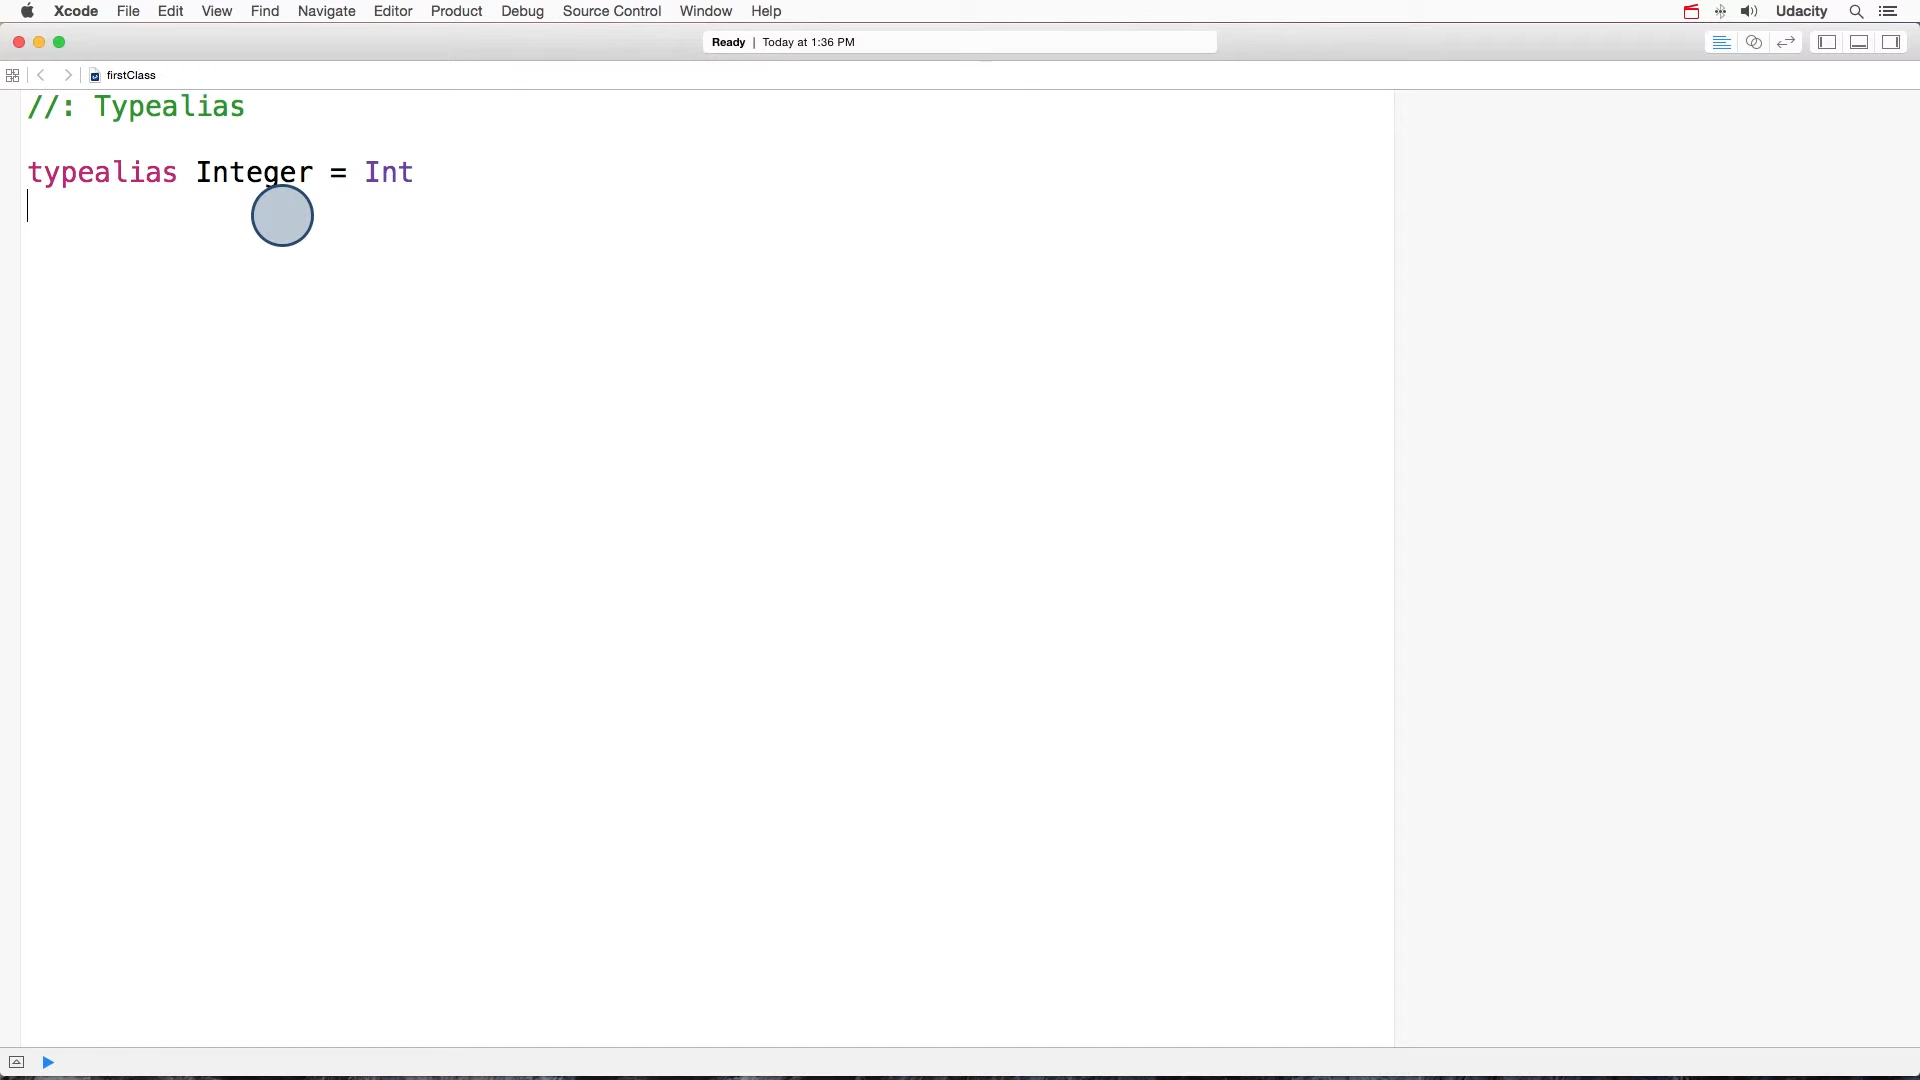 Xcode File Edit View Find Navigate Editor Product Debug Source Control Window Help Udacity
Ready | Today at 1:36 PM
firstClass
//: Typealias
typealias Integer = Int